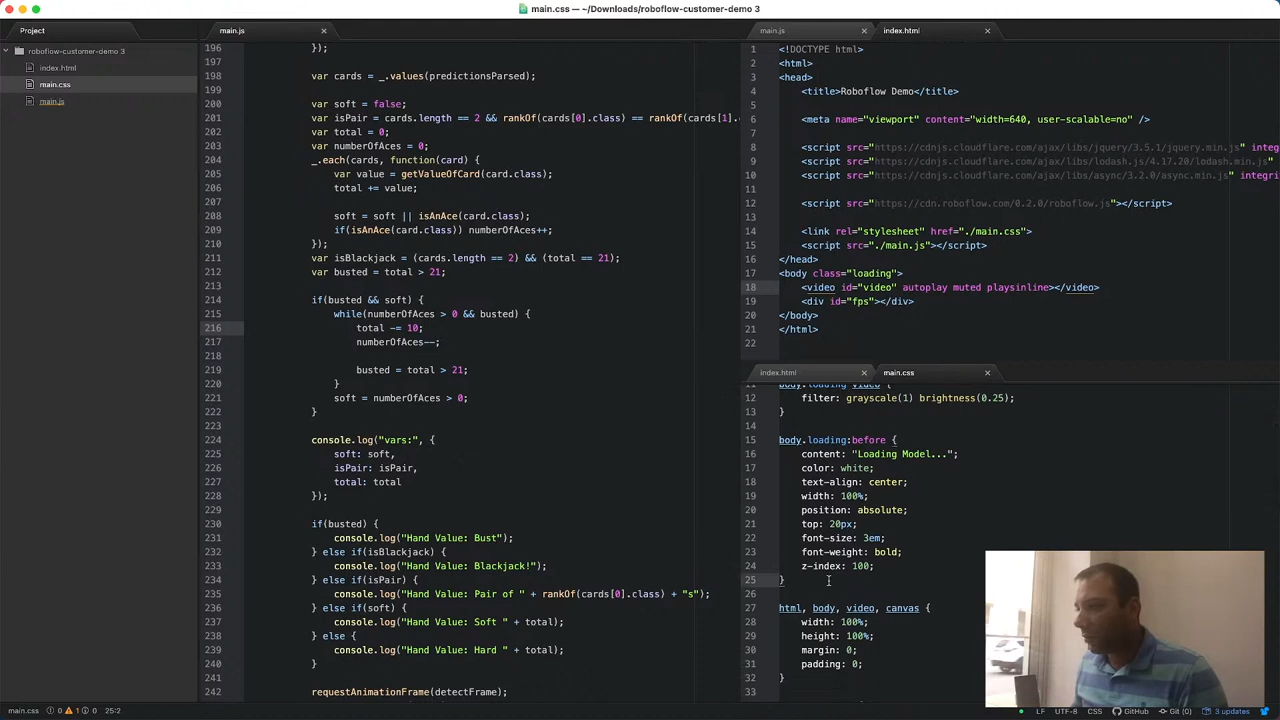 main.css — ~/Downloads/roboflow-customer-demo 3
Project
roboflow-customer-demo 3
index.html
main.css
main.js
main.js
196 });
197
198 var cards = _.values(predictionsParsed);
199
200 var soft = false;
201 var isPair = cards.length == 2 && rankOf(cards[0].class) == rankOf(cards[1].
202 var total = 0;
203 var numberOfAces = 0;
204 _.each(cards, function(card) {
205 var value = getValueOfCard(card.class);
206 total += value;
207
208 soft = soft || isAnAce(card.class);
209 if(isAnAce(card.class)) numberOfAces++;
210 });
211 var isBlackjack = (cards.length == 2) && (total == 21);
212 var busted = total > 21;
213
214 if(busted && soft) {
215 while(numberOfAces > 0 && busted) {
216 total -= 10;
217 numberOfAces--;
218
219 busted = total > 21;
220 }
221 soft = numberOfAces > 0;
222 }
223
224 console.log("vars:", {
225 soft: soft,
226 isPair: isPair,
227 total: total
228 });
229
230 if(busted) {
231 console.log("Hand Value: Bust");
232 } else if(isBlackjack) {
233 console.log("Hand Value: Blackjack!");
234 } else if(isPair) {
235 console.log("Hand Value: Pair of " + rankOf(cards[0].class) + "s");
236 } else if(soft) {
237 console.log("Hand Value: Soft " + total);
238 } else {
239 console.log("Hand Value: Hard " + total);
240 }
241
242 requestAnimationFrame(detectFrame);
main.js
index.html
1 <!DOCTYPE html>
2 <html>
3 <head>
4 <title>Roboflow Demo</title>
5
6 <meta name="viewport" content="width=640, user-scalable=no" />
7
8 <script src="https://cdnjs.cloudflare.com/ajax/libs/jquery/3.5.1/jquery.min.js" integ
9 <script src="https://cdnjs.cloudflare.com/ajax/libs/lodash.js/4.17.20/lodash.min.js"
10 <script src="https://cdnjs.cloudflare.com/ajax/libs/async/3.2.0/async.min.js" integri
11
12 <script src="https://cdn.roboflow.com/0.2.0/roboflow.js"></script>
13
14 <link rel="stylesheet" href="./main.css">
15 <script src="./main.js"></script>
16 </head>
17 <body class="loading">
18 <video id="video" autoplay muted playsinline></video>
19 <div id="fps"></div>
20 </body>
21 </html>
22
index.html
main.css
11 body.loading video {
12 filter: grayscale(1) brightness(0.25);
13 }
14
15 body.loading:before {
16 content: "Loading Model...";
17 color: white;
18 text-align: center;
19 width: 100%;
20 position: absolute;
21 top: 20px;
22 font-size: 3em;
23 font-weight: bold;
24 z-index: 100;
25 }
26
27 html, body, video, canvas {
28 width: 100%;
29 height: 100%;
30 margin: 0;
31 padding: 0;
32 }
33
main.css 0 1 0 25:2
LF UTF-8 CSS GitHub Git (0) 3 updates